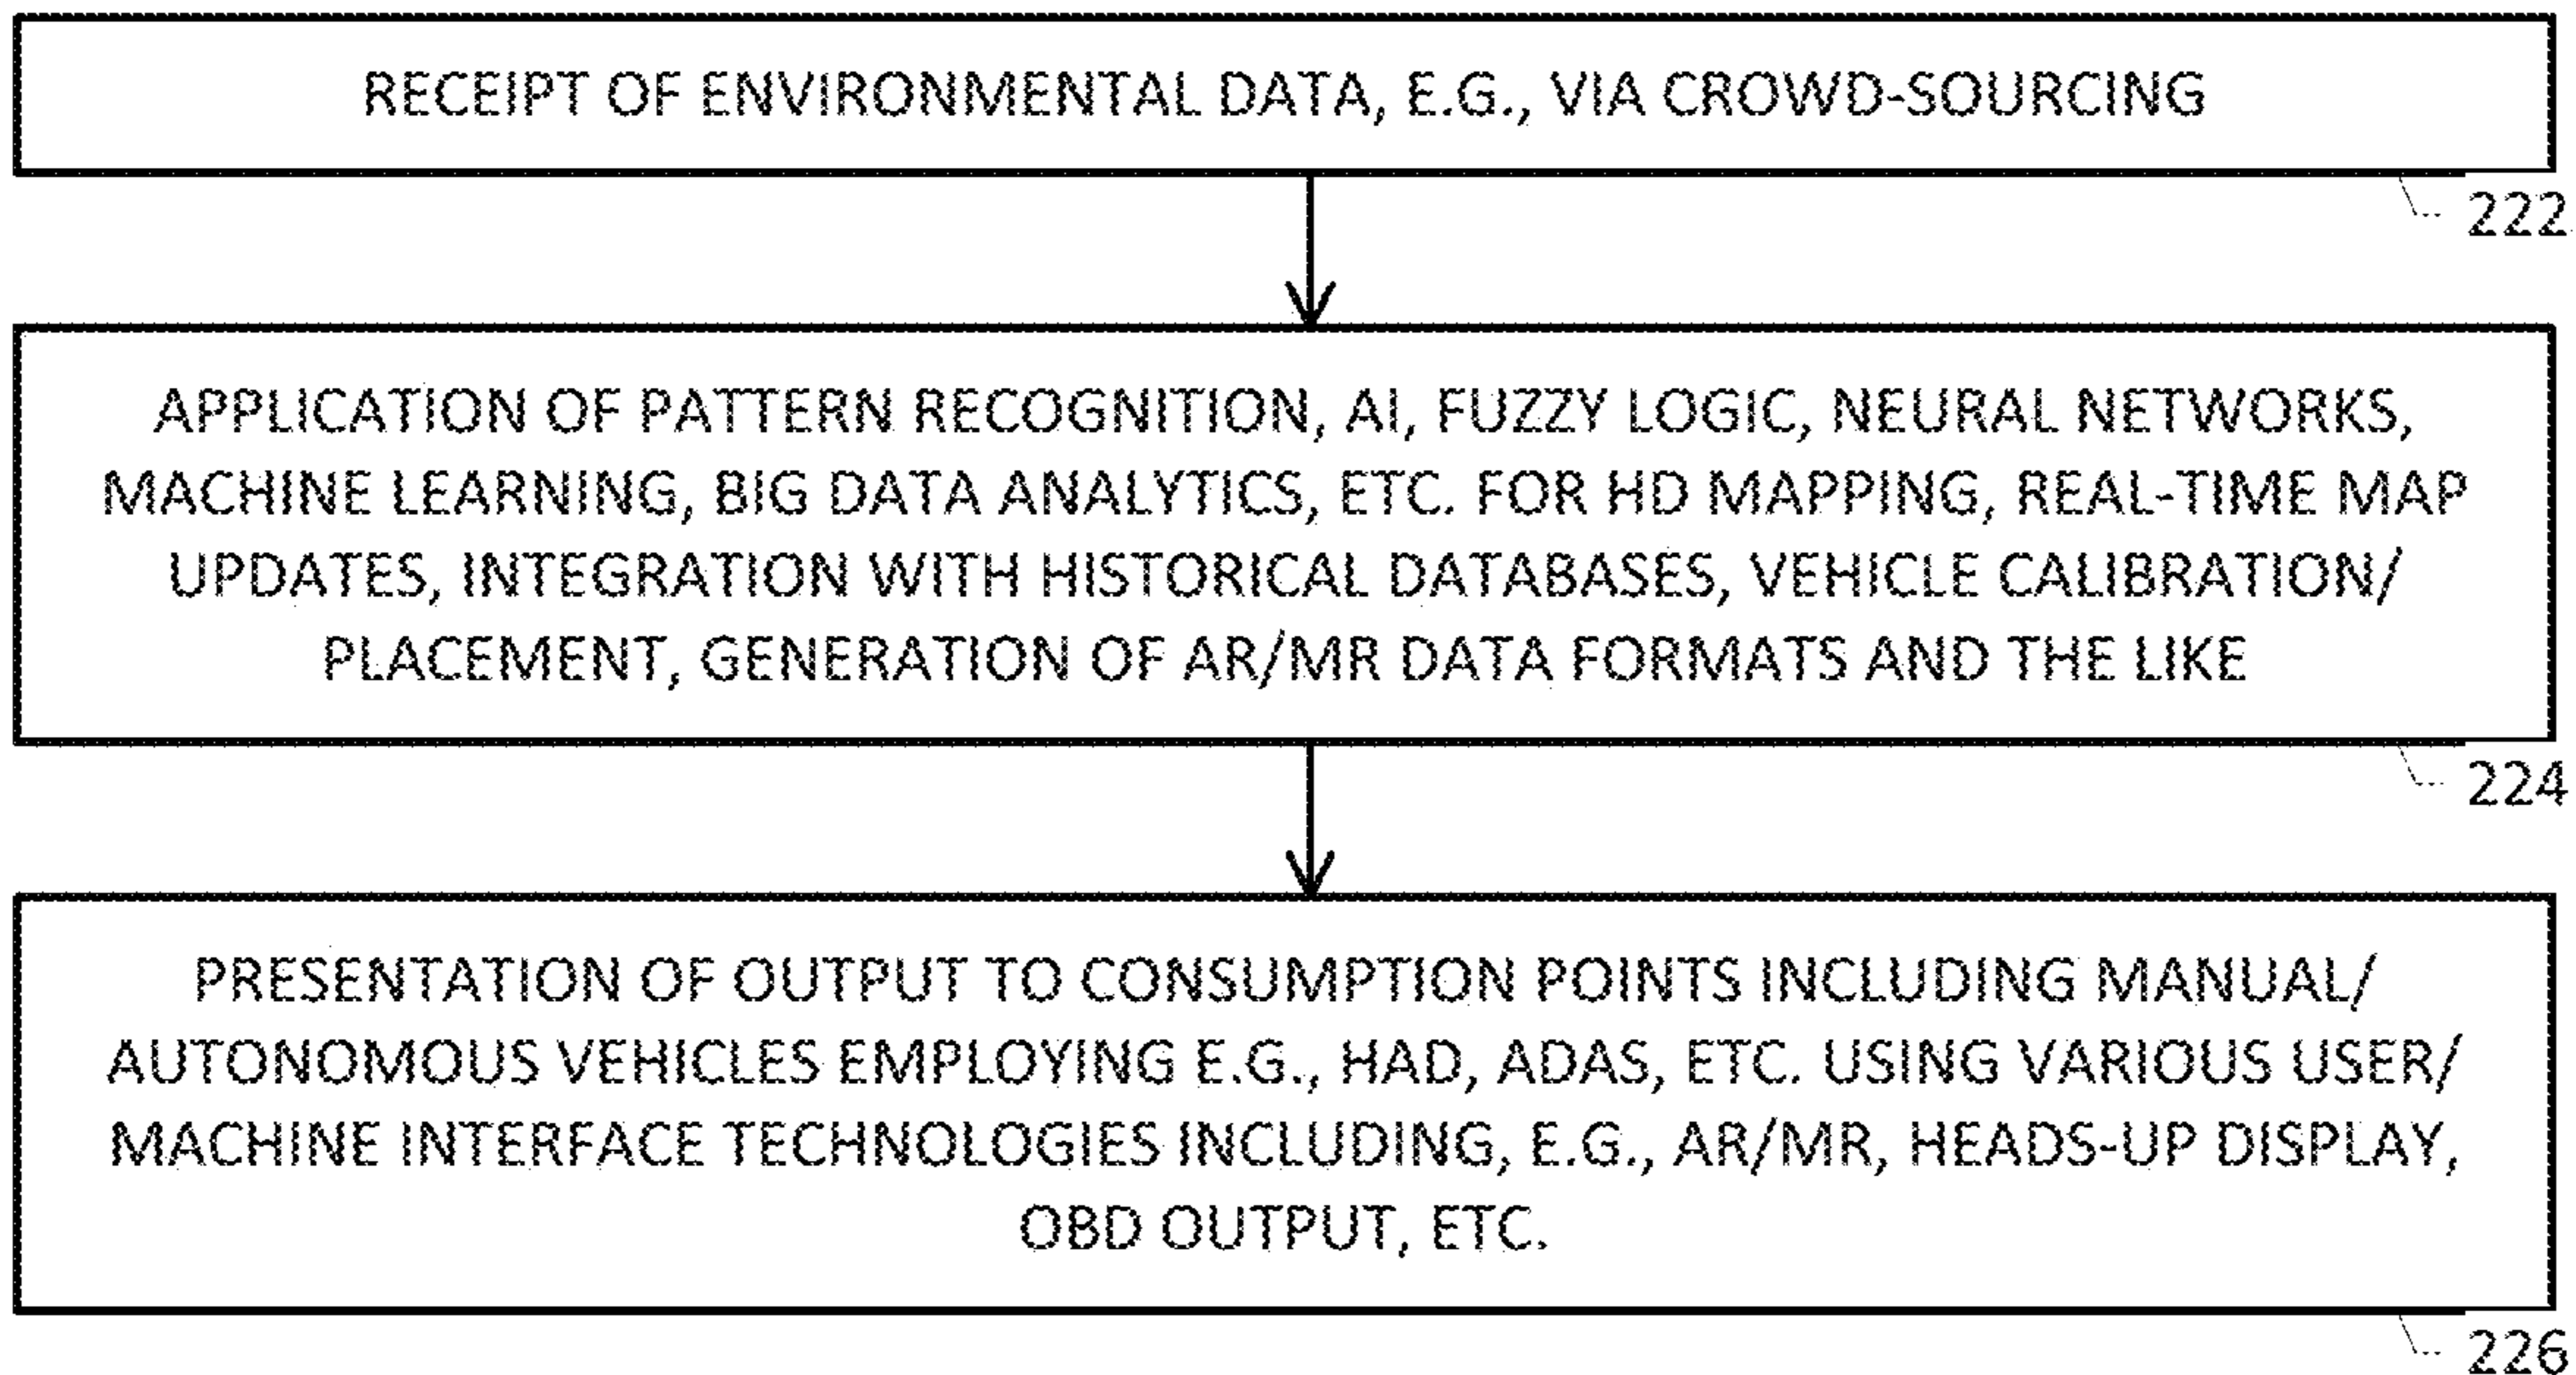 RECEIPT OF ENVIRONMENTAL DATA, E.G., VIA CROWD-SOURCING
222
APPLICATION OF PATTERN RECOGNITION, AI, FUZZY LOGIC, NEURAL NETWORKS,
MACHINE LEARNING, BIG DATA ANALYTICS, ETC. FOR HD MAPPING, REAL-TIME MAP
UPDATES, INTEGRATION WITH HISTORICAL DATABASES, VEHICLE CALIBRATION/
PLACEMENT, GENERATION OF AR/MR DATA FORMATS AND THE LIKE
224
PRESENTATION OF OUTPUT TO CONSUMPTION POINTS INCLUDING MANUAL/
AUTONOMOUS VEHICLES EMPLOYING E.G., HAD, ADAS, ETC. USING VARIOUS USER/
MACHINE INTERFACE TECHNOLOGIES INCLUDING, E.G., AR/MR, HEADS-UP DISPLAY,
OBD OUTPUT, ETC.
226